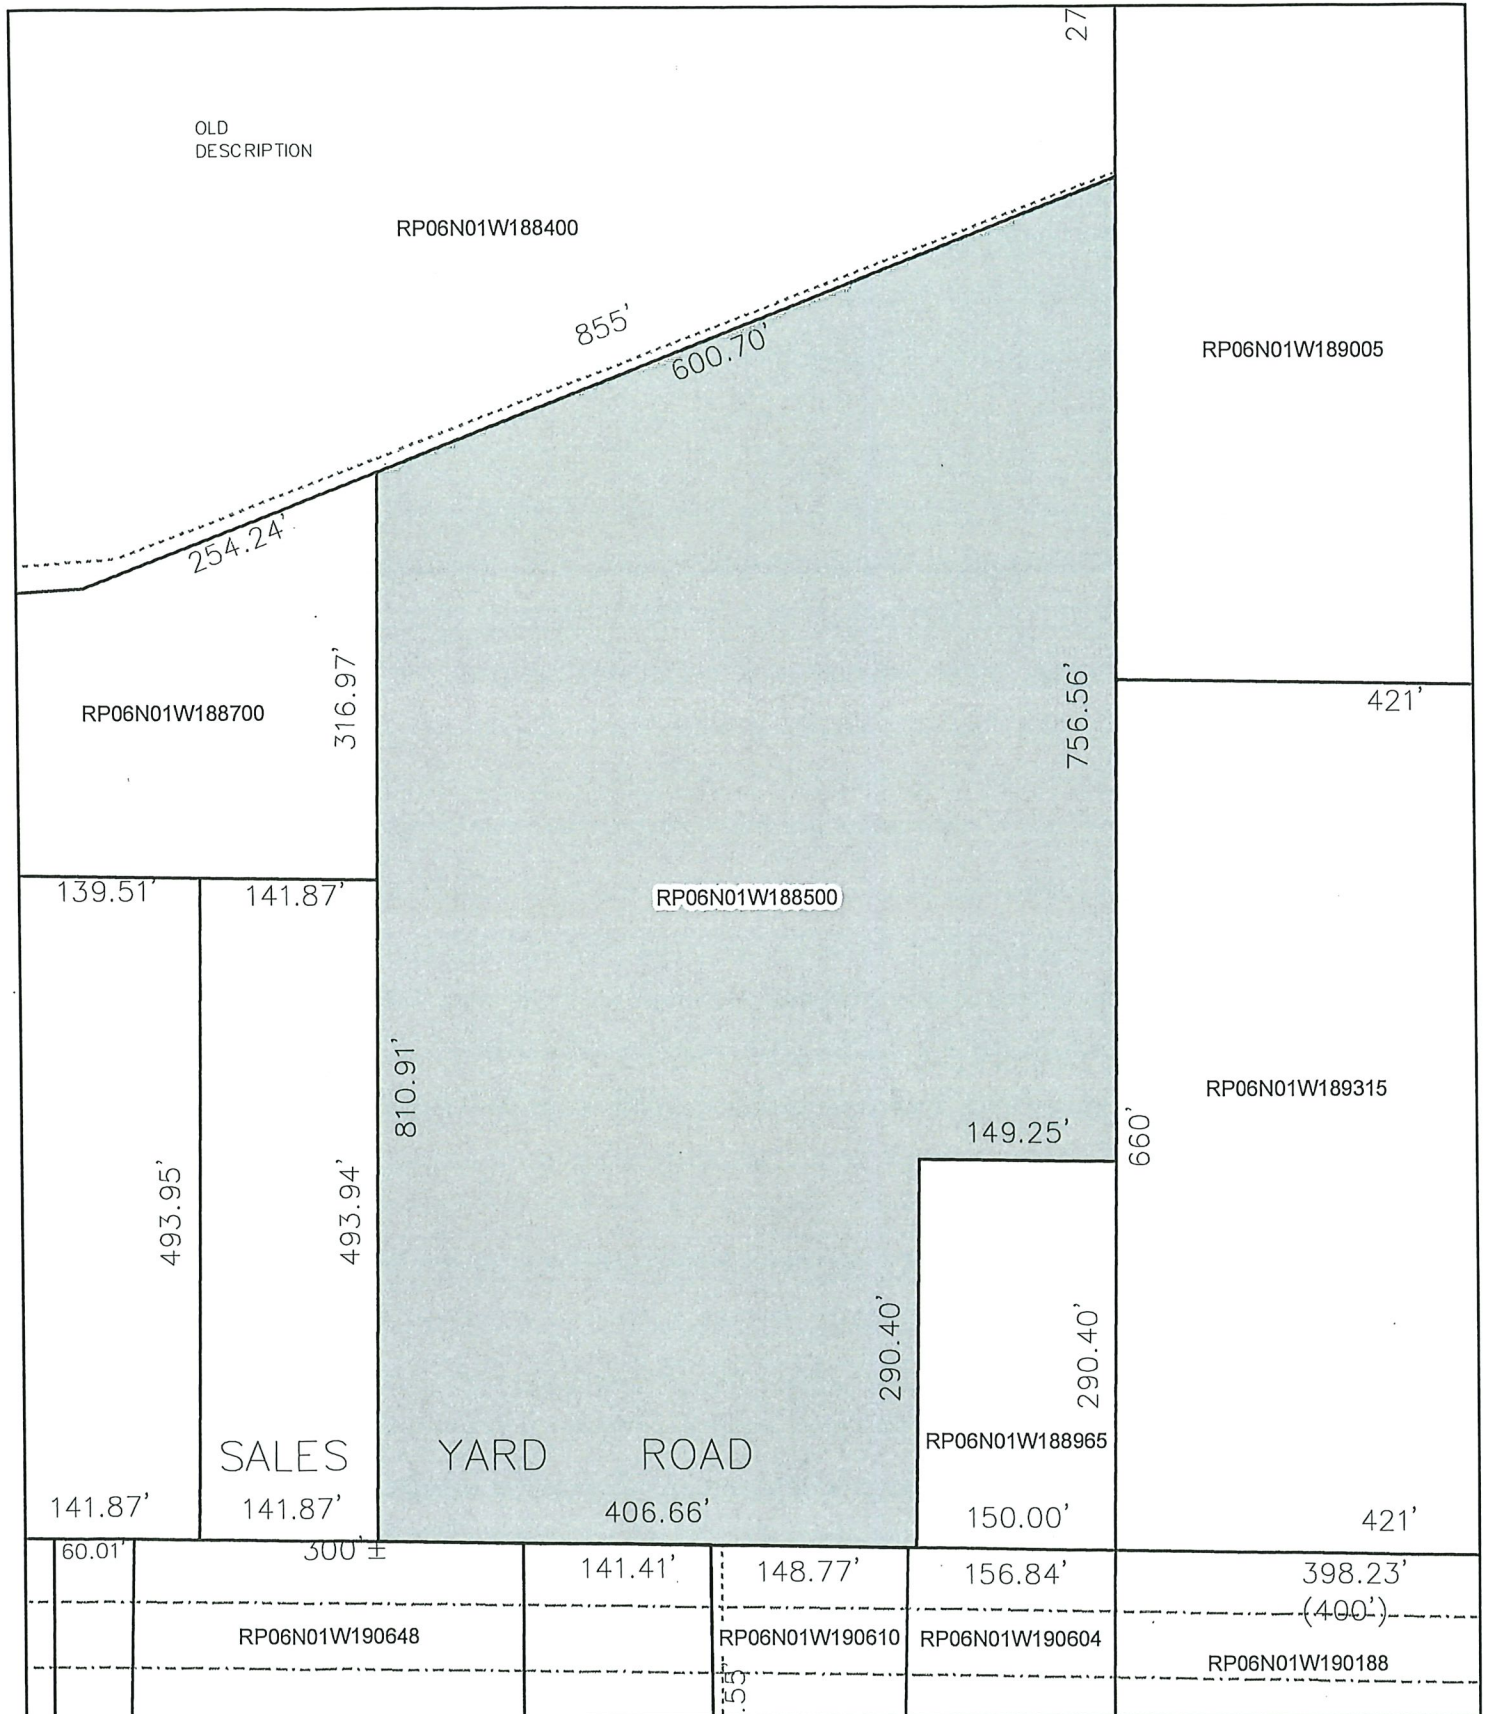 27
OLD
DESCRIPTION
RP06N01W188400
855'
600.70'
RP06N01W189005
254.24'
316.97'
756.56'
421'
RP06N01W188700
139.51'
141.87'
RP06N01W188500
810.91'
RP06N01W189315
149.25'
660'
493.95'
493.94'
290.40'
290.40'
SALES YARD ROAD
RP06N01W188965
141.87'
141.87'
406.66'
150.00'
421'
60.01'
300'±
141.41'
148.77'
156.84'
398.23'
(400')
RP06N01W190648
RP06N01W190610
RP06N01W190604
RP06N01W190188
.55'